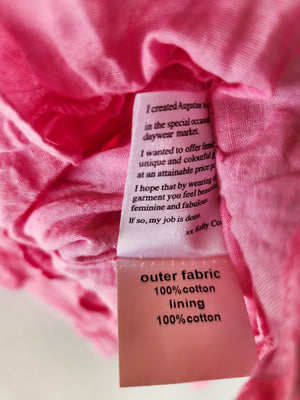 I created Augustine
in the special
daywear market.
I wanted to offer
unique and colourful
at an attainable price
I hope that by wearing
garment you feel
feminine and fabulous.
If so, my job is done.
xx Kelly
outer fabric
100%cotton
lining
100%cotton